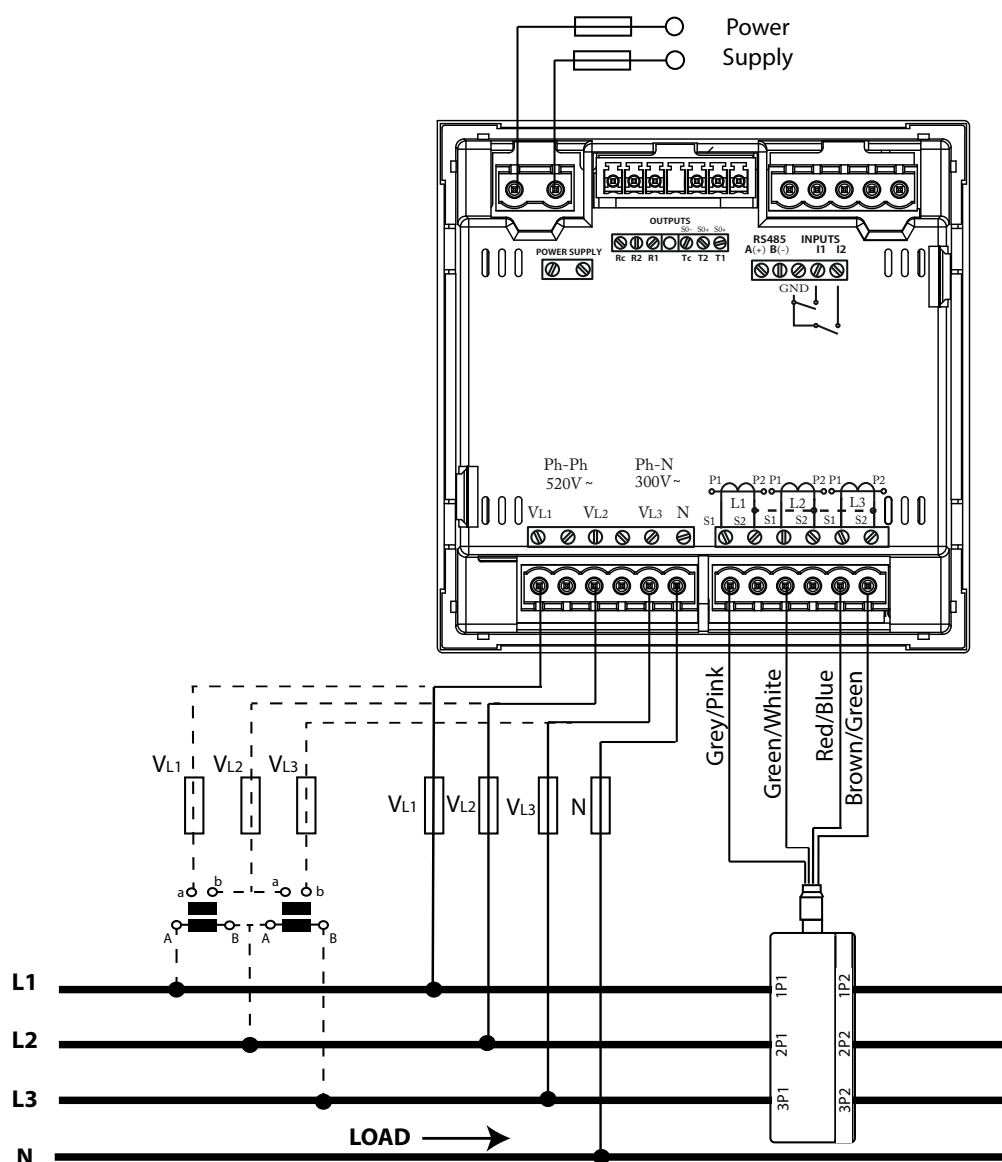 Power
Supply
OUTPUTS
S0- S0+ S0+
Rc R2 R1 Tc T2 T1
POWER SUPPLY
RS485 INPUTS
A(+) B(-) I1 I2
GND
Ph-Ph
520V~
Ph-N
300V~
VL1 VL2 VL3 N
P1 P2 P1 P2 P1 P2
L1 L2 L3
S1 S2 S1 S2 S1 S2
Grey/Pink
Green/White
Red/Blue
Brown/Green
VL1 VL2 VL3
VL1 VL2 VL3 N
a b a b
A B A B
L1
1P1 1P2
L2
2P1 2P2
L3
3P1 3P2
LOAD
N